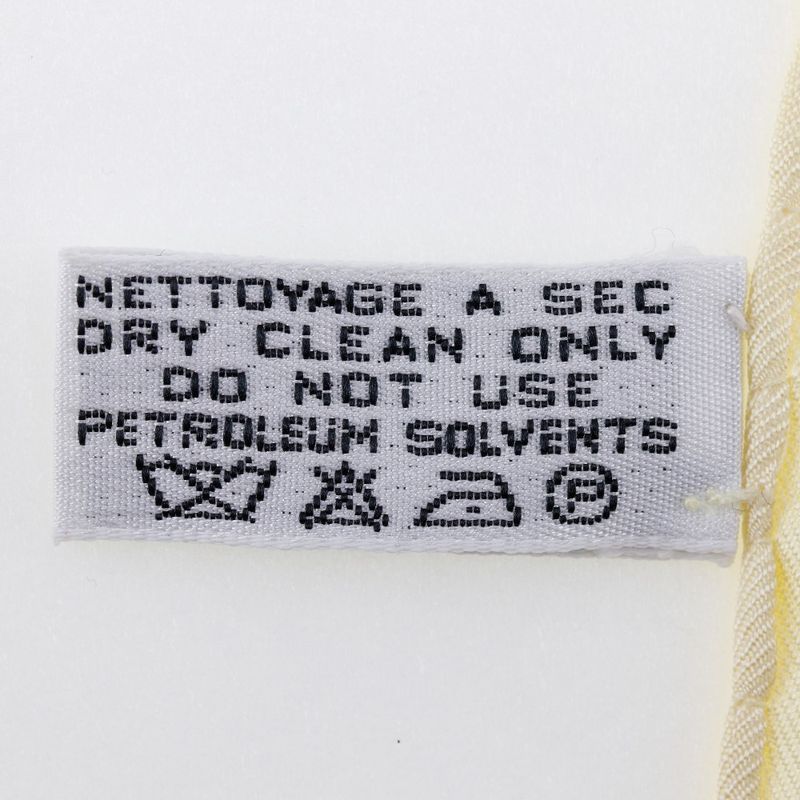 NETTOYAGE A SEC
DRY CLEAN ONLY
DO NOT USE
PETROLEUM SOLVENTS
P